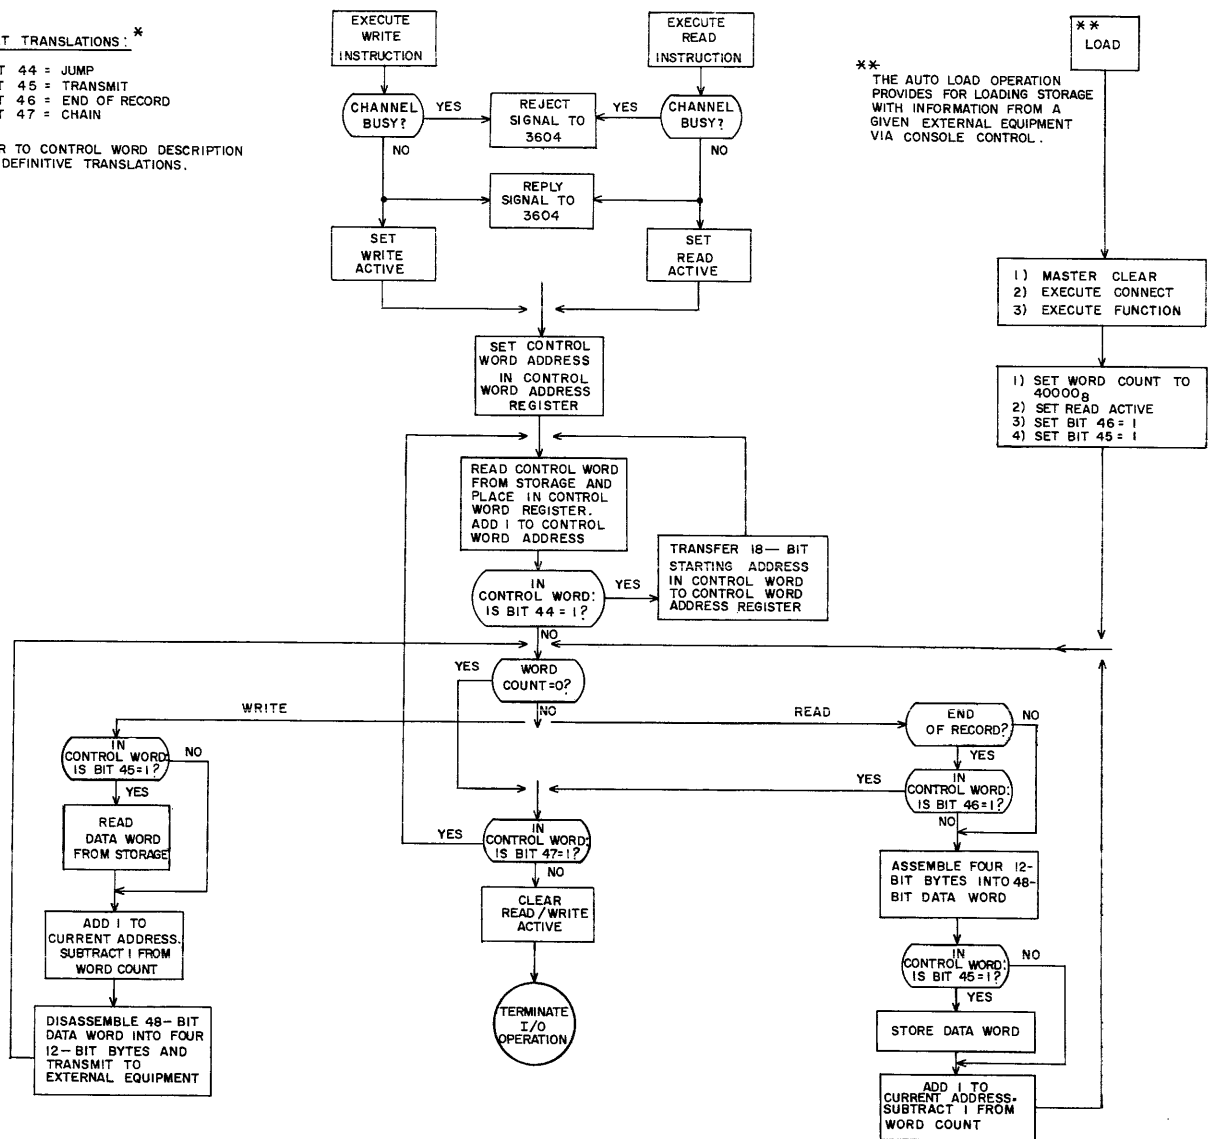 T TRANSLATIONS: *
T 44 = JUMP
T 45 = TRANSMIT
T 46 = END OF RECORD
T 47 = CHAIN
R TO CONTROL WORD DESCRIPTION
DEFINITIVE TRANSLATIONS.
EXECUTE
WRITE
INSTRUCTION
EXECUTE
READ
INSTRUCTION
CHANNEL
BUSY?
YES
REJECT
SIGNAL TO
3604
YES
CHANNEL
BUSY?
NO
NO
REPLY
SIGNAL TO
3604
SET
WRITE
ACTIVE
SET
READ
ACTIVE
**
LOAD
**
THE AUTO LOAD OPERATION
PROVIDES FOR LOADING STORAGE
WITH INFORMATION FROM A
GIVEN EXTERNAL EQUIPMENT
VIA CONSOLE CONTROL.
1) MASTER CLEAR
2) EXECUTE CONNECT
3) EXECUTE FUNCTION
1) SET WORD COUNT TO
40000₈
2) SET READ ACTIVE
3) SET BIT 46 = 1
4) SET BIT 45 = 1
SET CONTROL
WORD ADDRESS
IN CONTROL
WORD ADDRESS
REGISTER
READ CONTROL WORD
FROM STORAGE AND
PLACE IN CONTROL
WORD REGISTER.
ADD 1 TO CONTROL
WORD ADDRESS
IN
CONTROL WORD:
IS BIT 44 = 1?
YES
TRANSFER 18-BIT
STARTING ADDRESS
IN CONTROL WORD
TO CONTROL WORD
ADDRESS REGISTER
NO
YES
WORD
COUNT=0?
NO
WRITE
READ
IN
CONTROL WORD:
IS BIT 45=1?
NO
YES
READ
DATA WORD
FROM STORAGE
ADD 1 TO
CURRENT ADDRESS.
SUBTRACT 1 FROM
WORD COUNT
DISASSEMBLE 48-BIT
DATA WORD INTO FOUR
12-BIT BYTES AND
TRANSMIT TO
EXTERNAL EQUIPMENT
YES
IN
CONTROL WORD:
IS BIT 47=1?
NO
CLEAR
READ/WRITE
ACTIVE
TERMINATE
I/O
OPERATION
END
OF RECORD?
NO
YES
YES
IN
CONTROL WORD:
IS BIT 46=1?
NO
ASSEMBLE FOUR 12-
BIT BYTES INTO 48-
BIT DATA WORD
IN
CONTROL WORD:
IS BIT 45=1?
NO
YES
STORE DATA WORD
ADD 1 TO
CURRENT ADDRESS.
SUBTRACT 1 FROM
WORD COUNT